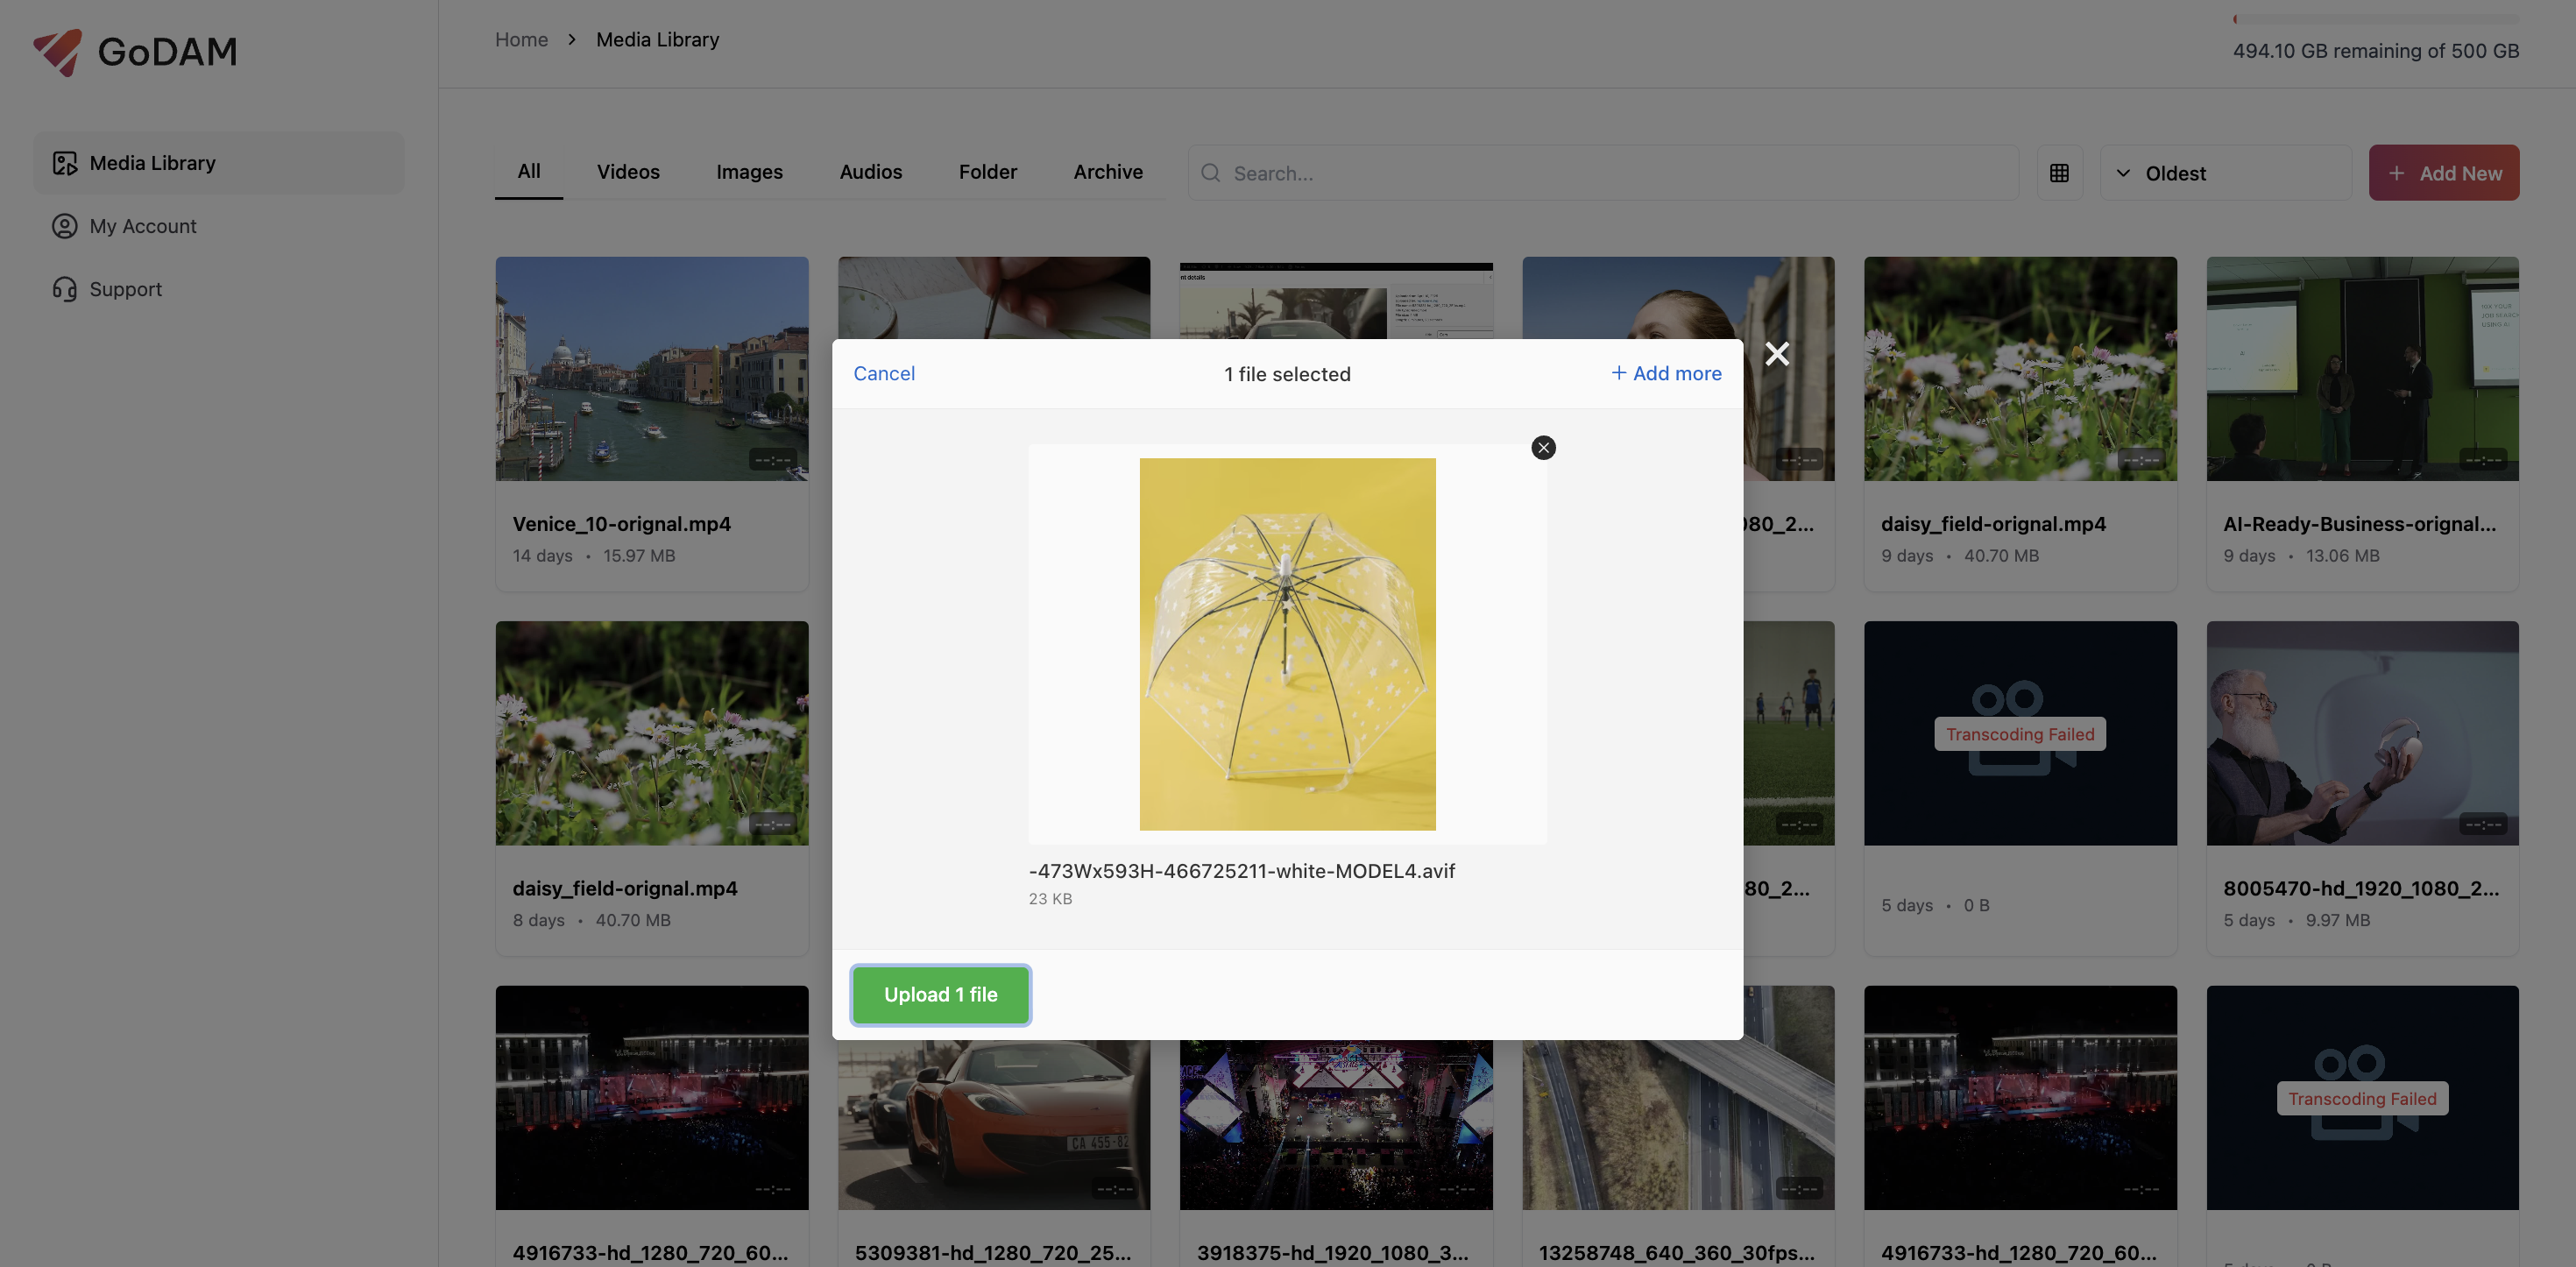 GoDAM
Home > Media Library
494.10 GB remaining of 500 GB
Media Library
My Account
Support
All Videos Images Audios Folder Archive
Search...
Oldest
+ Add New
Cancel
1 file selected
+ Add more
-473Wx593H-466725211-white-MODEL4.avif
23 KB
Upload 1 file
--:--
--:--
--:--
--:--
Venice_10-orignal.mp4
14 days • 15.97 MB
080_2...
daisy_field-orignal.mp4
9 days • 40.70 MB
AI-Ready-Business-orignal...
9 days • 13.06 MB
Transcoding Failed
--:--
--:--
--:--
daisy_field-orignal.mp4
8 days • 40.70 MB
80_2...
5 days • 0 B
8005470-hd_1920_1080_2...
5 days • 9.97 MB
CA 455-82
Transcoding Failed
--:--
--:--
--:--
--:--
--:--
4916733-hd_1280_720_60...
5309381-hd_1280_720_25...
3918375-hd_1920_1080_3...
13258748_640_360_30fps...
4916733-hd_1280_720_60...